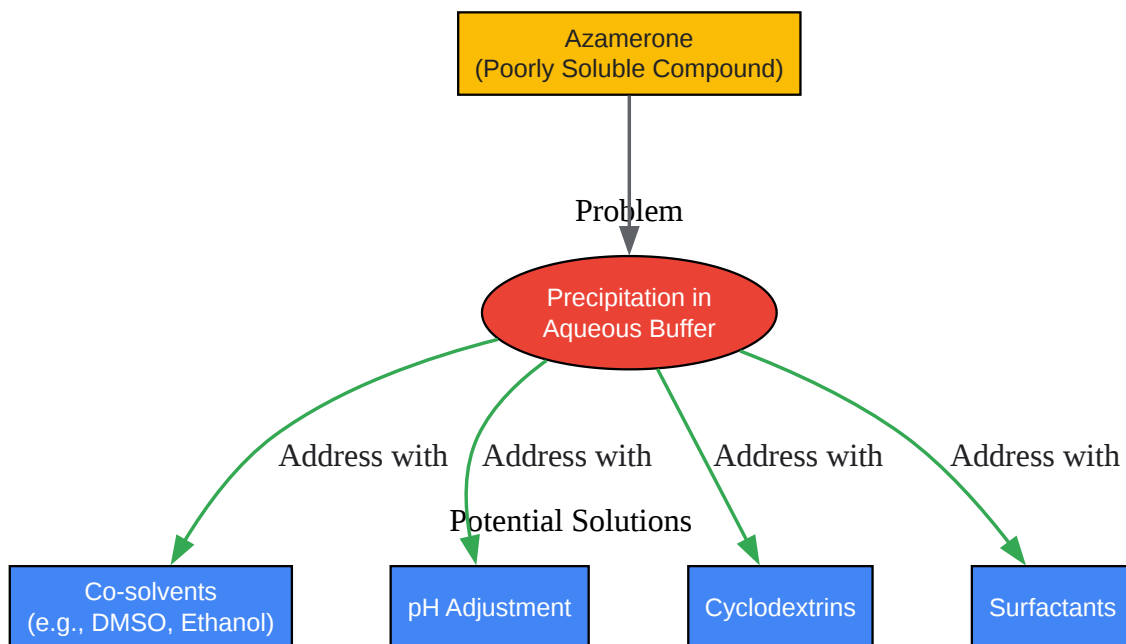 Azamerone
(Poorly Soluble Compound)
Problem
Precipitation in
Aqueous Buffer
Address with
Address with
Address with
Address with
Potential Solutions
Co-solvents
(e.g., DMSO, Ethanol)
pH Adjustment
Cyclodextrins
Surfactants